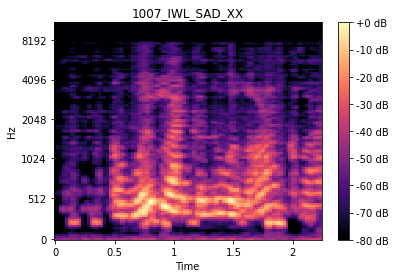 1007_IWL_SAD_XX
8192
4096
2048
1024
512
0
Hz
0
0.5
1
1.5
2
Time
+0 dB
-10 dB
-20 dB
-30 dB
-40 dB
-50 dB
-60 dB
-70 dB
-80 dB